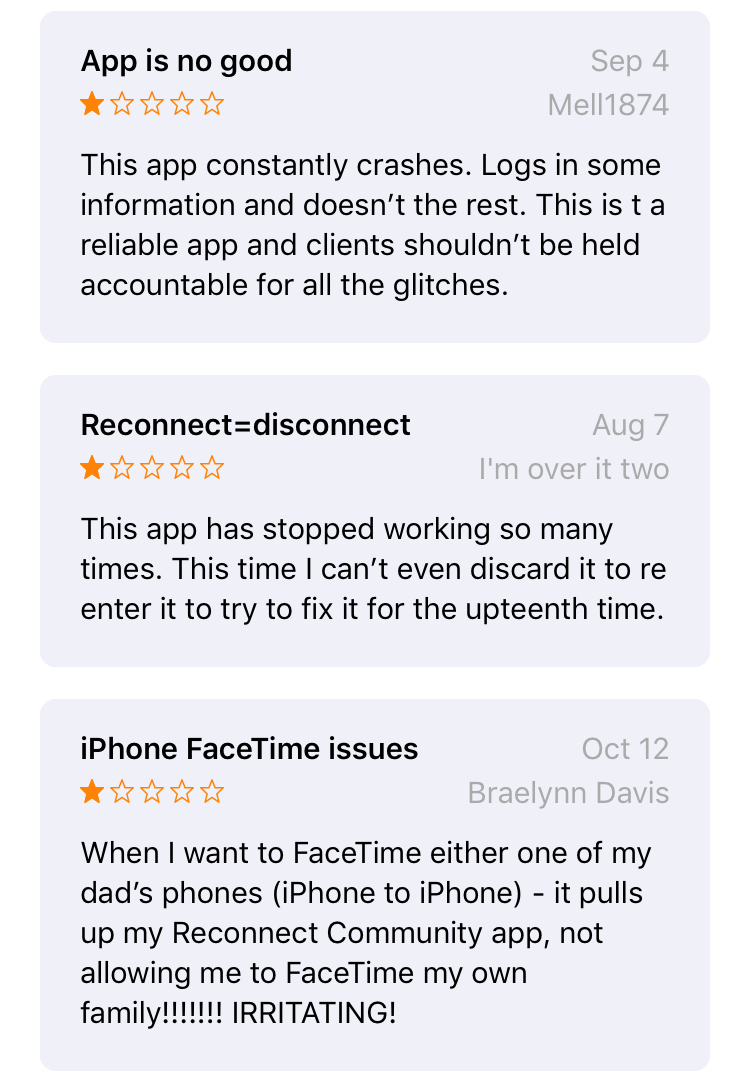 App is no good
Sep 4
Mell1874
This app constantly crashes. Logs in some
information and doesn’t the rest. This is t a
reliable app and clients shouldn’t be held
accountable for all the glitches.
Reconnect=disconnect
Aug 7
I'm over it two
This app has stopped working so many
times. This time I can’t even discard it to re
enter it to try to fix it for the upteenth time.
iPhone FaceTime issues
Oct 12
Braelynn Davis
When I want to FaceTime either one of my
dad’s phones (iPhone to iPhone) - it pulls
up my Reconnect Community app, not
allowing me to FaceTime my own
family!!!!!!! IRRITATING!